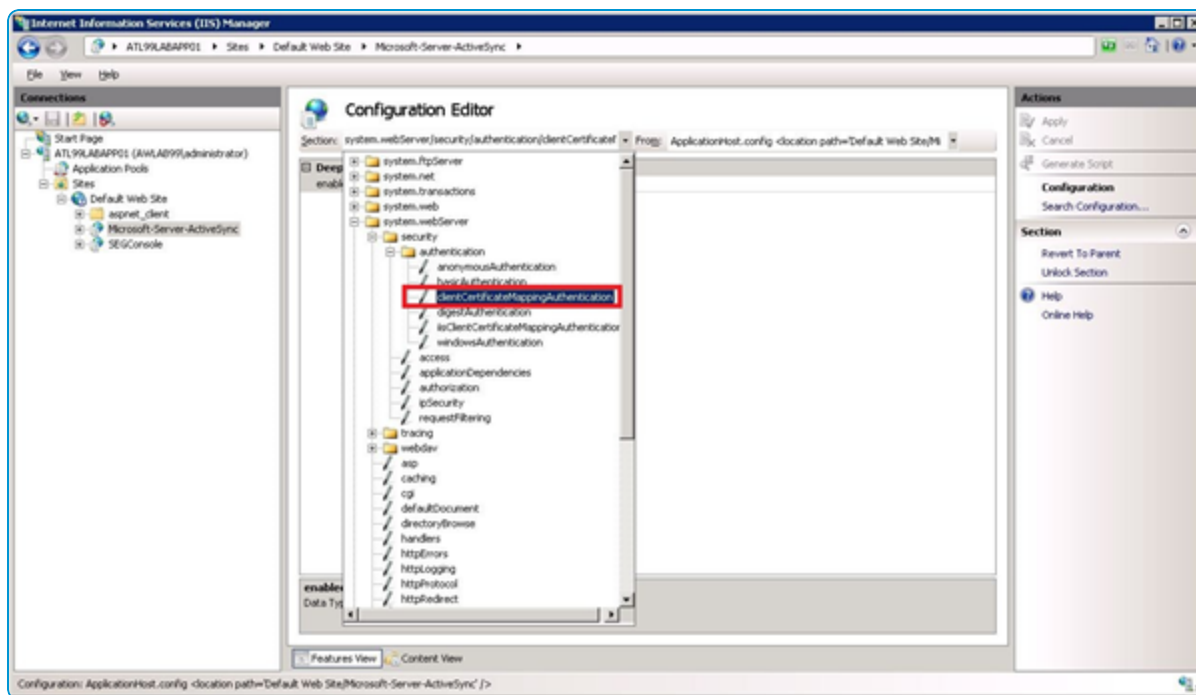 Internet Information Services (IIS) Manager
ATL99LABAPP01 Sites Default Web Site Microsoft-Server-ActiveSync
File View Help
Connections
Start Page
ATL99LABAPP01 (AWLAB99\administrator)
Application Pools
Sites
Default Web Site
aspnet_client
Microsoft-Server-ActiveSync
SEGConsole
Configuration Editor
Section: system.webServer/security/authentication/clientCertificateM From: ApplicationHost.config <location path='Default Web Site/Mi
Deep
enable
system.ftpServer
system.net
system.transactions
system.web
system.webServer
security
authentication
anonymousAuthentication
basicAuthentication
clientCertificateMappingAuthentication
digestAuthentication
iisClientCertificateMappingAuthentication
windowsAuthentication
access
applicationDependencies
authorization
ipSecurity
requestFiltering
tracing
webdav
asp
caching
cgi
defaultDocument
directoryBrowse
handlers
httpErrors
httpLogging
httpProtocol
httpRedirect
enabled
Data Typ
Features View Content View
Actions
Apply
Cancel
Generate Script
Configuration
Search Configuration...
Section
Revert To Parent
Unlock Section
Help
Online Help
Configuration: ApplicationHost.config <location path='Default Web Site/Microsoft-Server-ActiveSync' />